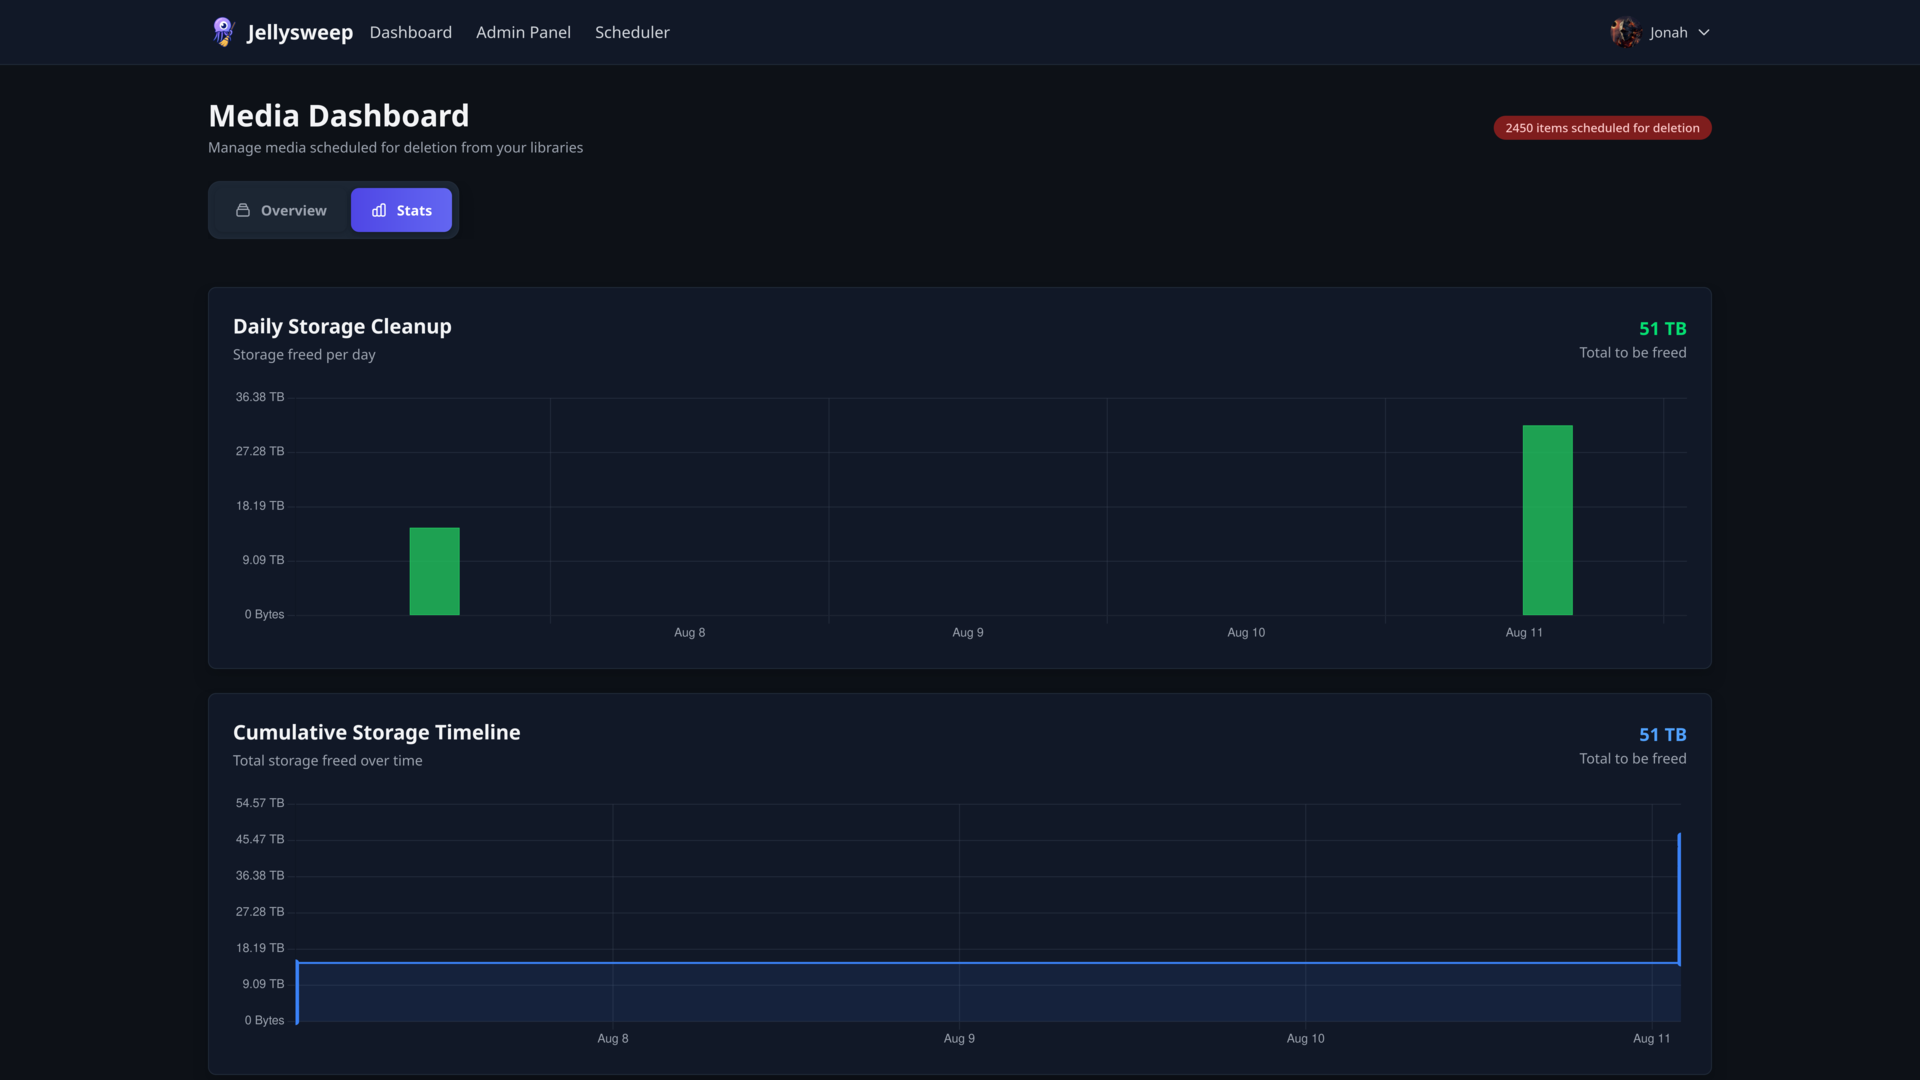 Jellysweep Dashboard Admin Panel Scheduler Jonah
Media Dashboard
Manage media scheduled for deletion from your libraries
2450 items scheduled for deletion
Overview Stats
Daily Storage Cleanup
Storage freed per day
51 TB
Total to be freed
36.38 TB
27.28 TB
18.19 TB
9.09 TB
0 Bytes
Aug 8 Aug 9 Aug 10 Aug 11
Cumulative Storage Timeline
Total storage freed over time
51 TB
Total to be freed
54.57 TB
45.47 TB
36.38 TB
27.28 TB
18.19 TB
9.09 TB
0 Bytes
Aug 8 Aug 9 Aug 10 Aug 11